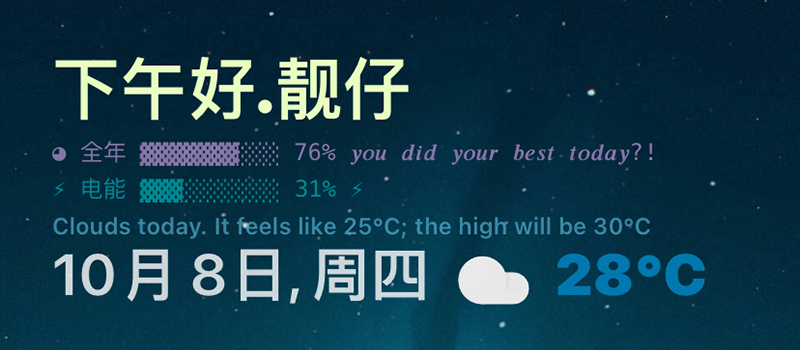 下午好.靓仔
◕ 全年 ▓▓▓▓▓▓▓▓▓▓░░░░ 76% you did your best today?!
⚡ 电能 ▓▓▓▓░░░░░░░░░░ 31% ⚡
Clouds today. It feels like 25°C; the high will be 30°C
10月8日, 周四 28°C